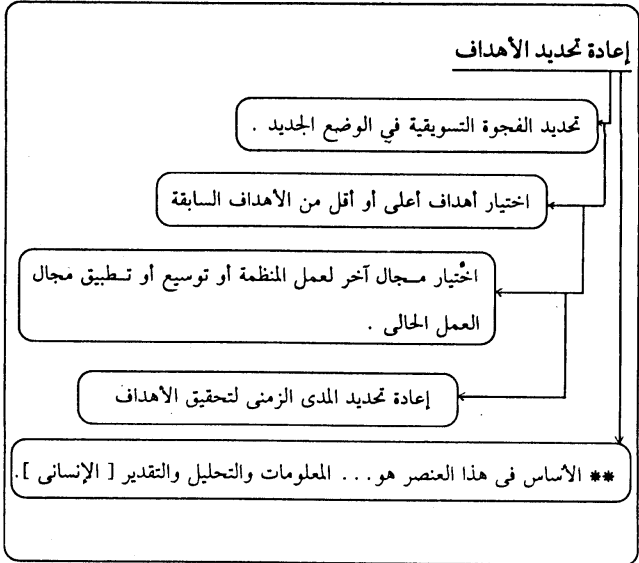 إعادة تحديد الأهداف
تحديد الفجوة التسويقية في الوضع الجديد .
اختيار أهداف أعلى أو أقل من الأهداف السابقة
اختيار مجال آخر لعمل المنظمة أو توسيع أو تطبيق مجال
العمل الحالى .
إعادة تحديد المدى الزمنى لتحقيق الأهداف
** الأساس فى هذا العنصر هو... المعلومات والتحليل والتقدير [ الإنسانى ].